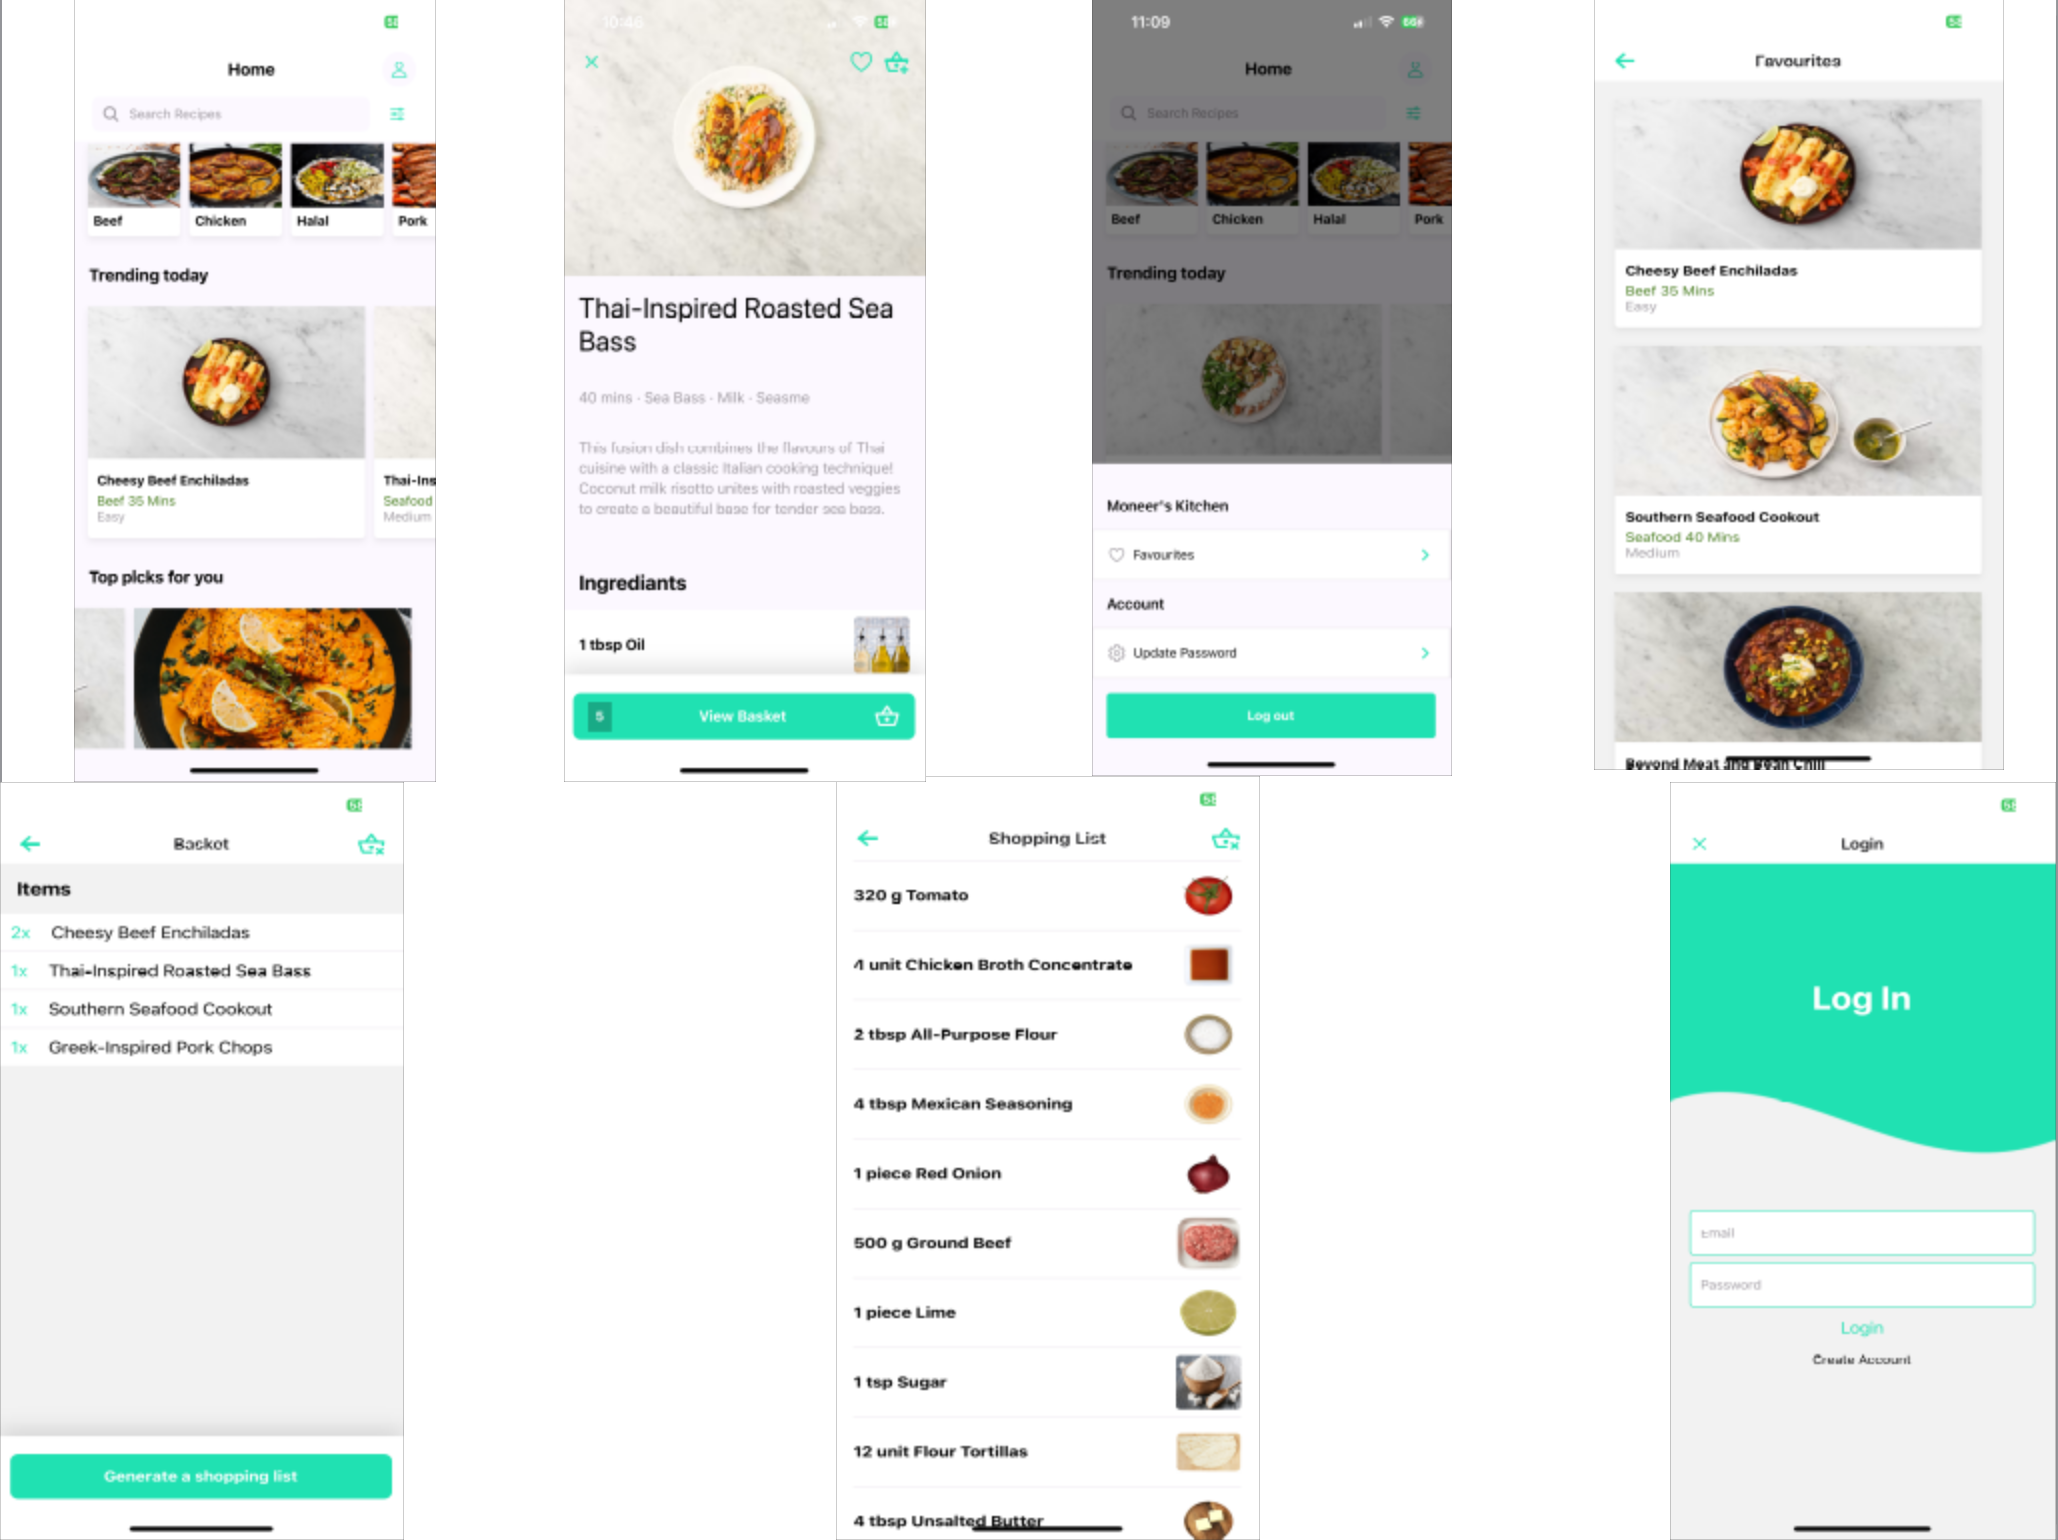 Home
Search Recipes
Beef
Chicken
Halal
Pork
Trending today
Cheesy Beef Enchiladas
Beef 35 Mins
Easy
Thai-Ins
Seafood
Medium
Top picks for you
10:46
Thai-Inspired Roasted Sea
Bass
40 mins · Sea Bass · Milk · Seasme
This fusion dish combines the flavours of Thai
cuisine with a classic Italian cooking technique!
Coconut milk risotto unites with roasted veggies
to create a beautiful base for tender sea bass.
Ingrediants
1 tbsp Oil
5
View Basket
11:09
Home
Search Recipes
Beef
Chicken
Halal
Pork
Trending today
Moneer's Kitchen
Favourites
Account
Update Password
Log out
Favourites
Cheesy Beef Enchiladas
Beef 35 Mins
Easy
Southern Seafood Cookout
Seafood 40 Mins
Medium
Beyond Meat and Bean Chili
Basket
Items
2x Cheesy Beef Enchiladas
1x Thai-Inspired Roasted Sea Bass
1x Southern Seafood Cookout
1x Greek-Inspired Pork Chops
Generate a shopping list
Shopping List
320 g Tomato
4 unit Chicken Broth Concentrate
2 tbsp All-Purpose Flour
4 tbsp Mexican Seasoning
1 piece Red Onion
500 g Ground Beef
1 piece Lime
1 tsp Sugar
12 unit Flour Tortillas
4 tbsp Unsalted Butter
Login
Log In
Email
Password
Login
Create Account